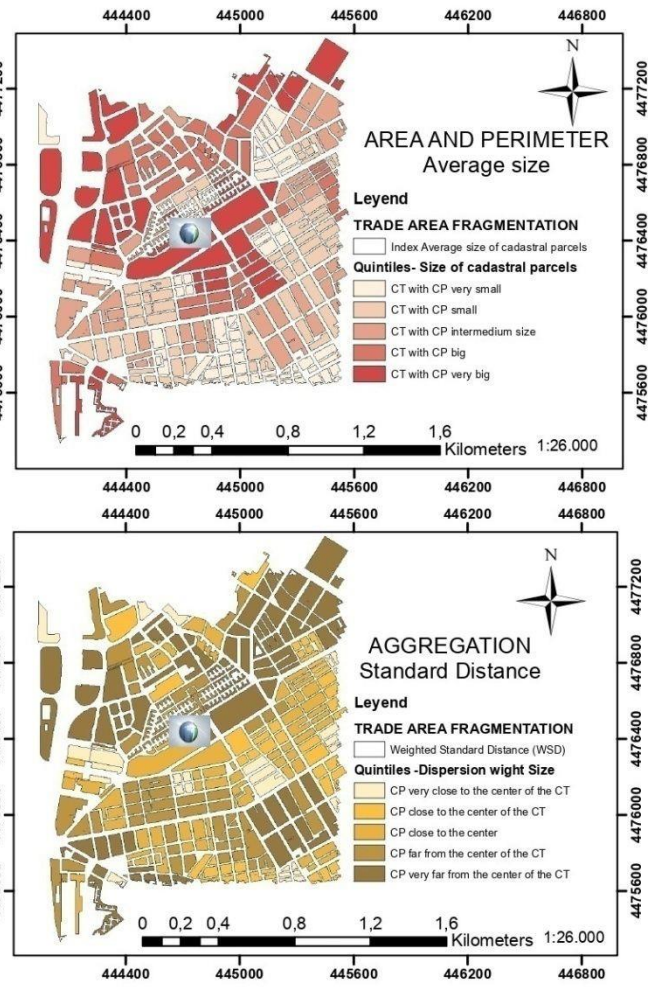 444400 445000 445600 446200 446800
N
4477200
AREA AND PERIMETER
Average size
4476800
Leyend
TRADE AREA FRAGMENTATION
Index Average size of cadastral parcels
4476400
Quintiles- Size of cadastral parcels
CT with CP very small
CT with CP small
4476000
CT with CP intermedium size
CT with CP big
CT with CP very big
4475600
0 0,2 0,4 0,8 1,2 1,6
Kilometers 1:26.000
444400 445000 445600 446200 446800
444400 445000 445600 446200 446800
N
4477200
AGGREGATION
Standard Distance
4476800
Leyend
TRADE AREA FRAGMENTATION
Weighted Standard Distance (WSD)
4476400
Quintiles -Dispersion wight Size
CP very close to the center of the CT
CP close to the center of the CT
4476000
CP close to the center
CP far from the center of the CT
CP very far from the center of the CT
4475600
0 0,2 0,4 0,8 1,2 1,6
Kilometers 1:26.000
444400 445000 445600 446200 446800